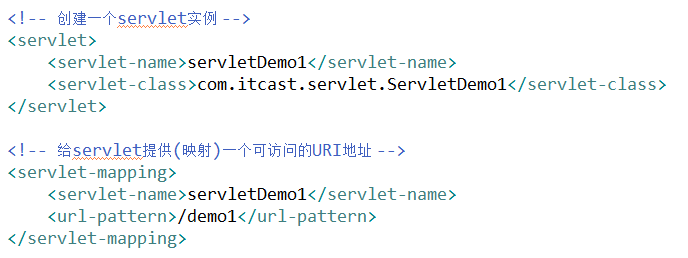 <!-- 创建一个servlet实例 -->
<servlet>
    <servlet-name>servletDemo1</servlet-name>
    <servlet-class>com.itcast.servlet.ServletDemo1</servlet-class>
</servlet>
<!-- 给servlet提供(映射)一个可访问的URI地址 -->
<servlet-mapping>
    <servlet-name>servletDemo1</servlet-name>
    <url-pattern>/demo1</url-pattern>
</servlet-mapping>